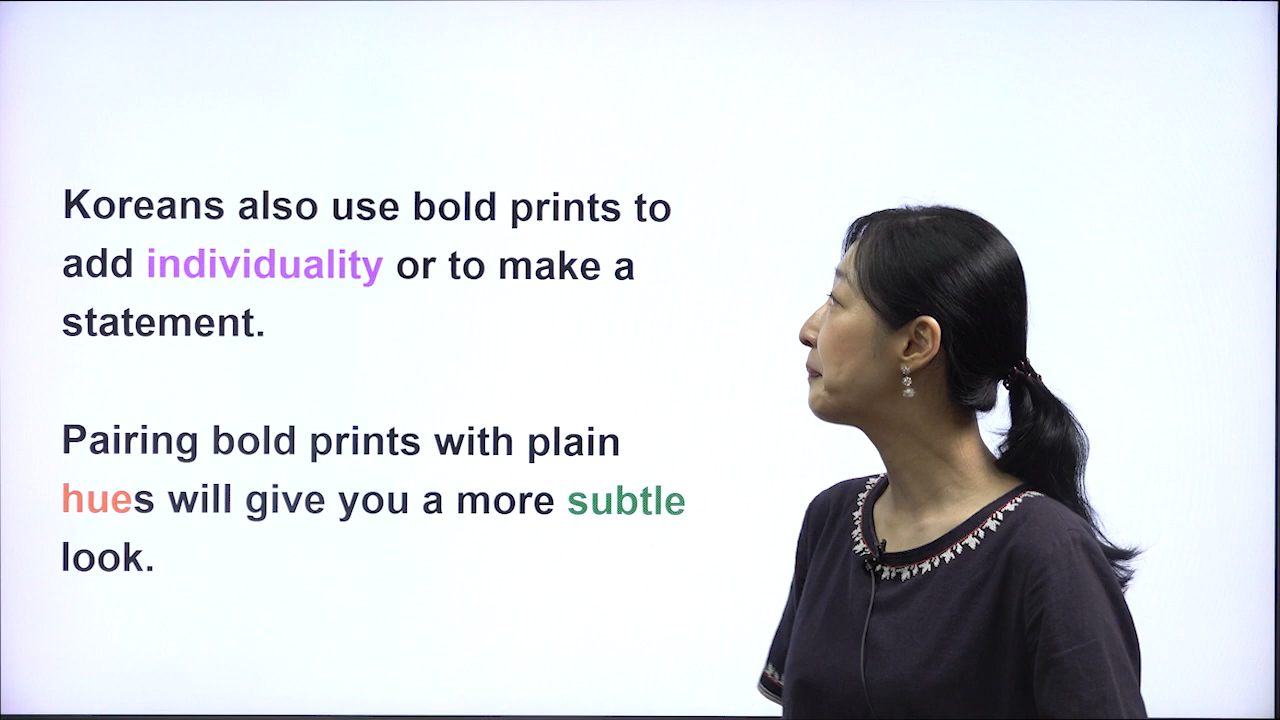 Koreans also use bold prints to
add individuality or to make a
statement.
Pairing bold prints with plain
hues will give you a more subtle
look.